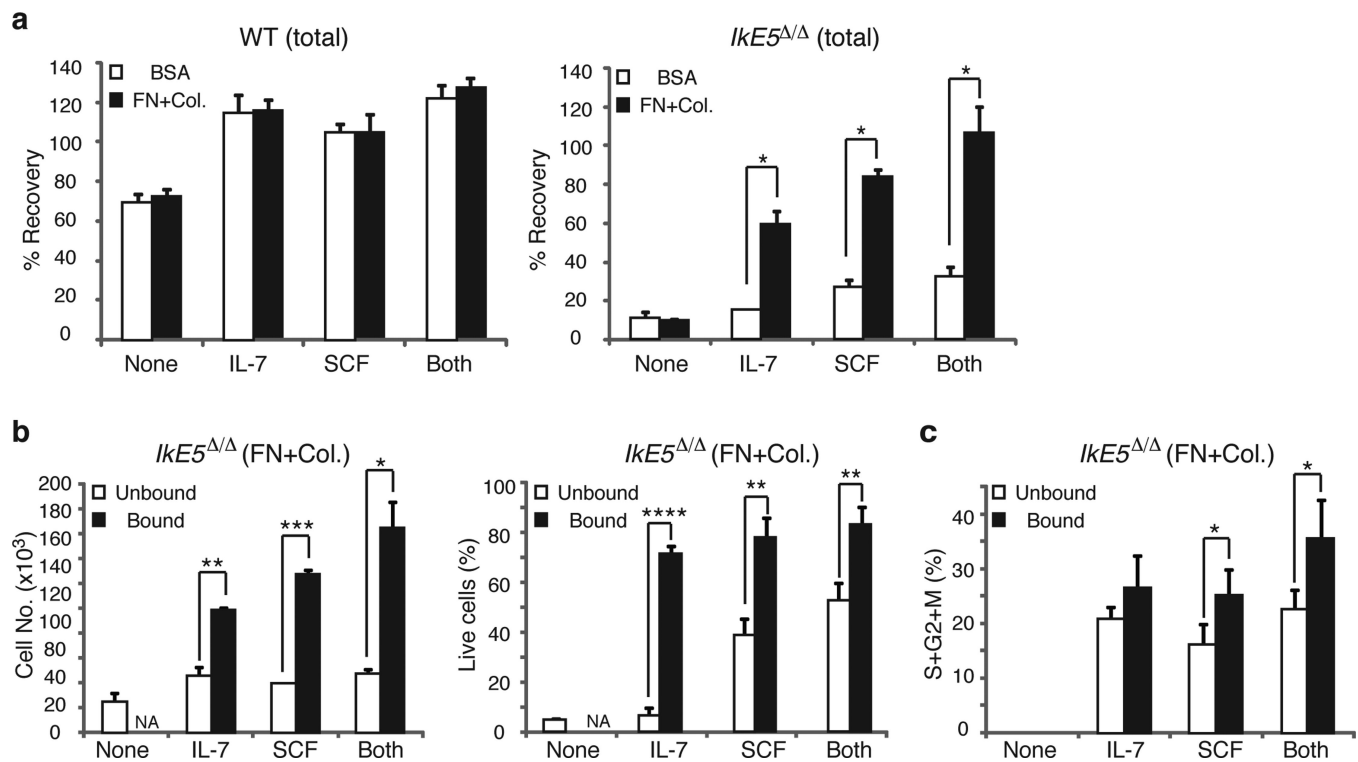 a
WT (total)
IkE5Δ/Δ (total)
% Recovery
140
120
100
80
60
40
20
0
BSA
FN+Col.
None IL-7 SCF Both
% Recovery
140
120
100
80
60
40
20
0
BSA
FN+Col.
* * *
None IL-7 SCF Both
b
IkE5Δ/Δ (FN+Col.)
Cell No. (x10³)
200
180
160
140
120
100
80
60
40
20
0
Unbound
Bound
** *** *
NA
None IL-7 SCF Both
IkE5Δ/Δ (FN+Col.)
Live cells (%)
100
80
60
40
20
0
Unbound
Bound
**** ** **
NA
None IL-7 SCF Both
c
IkE5Δ/Δ (FN+Col.)
S+G2+M (%)
40
30
20
10
0
Unbound
Bound
* *
None IL-7 SCF Both